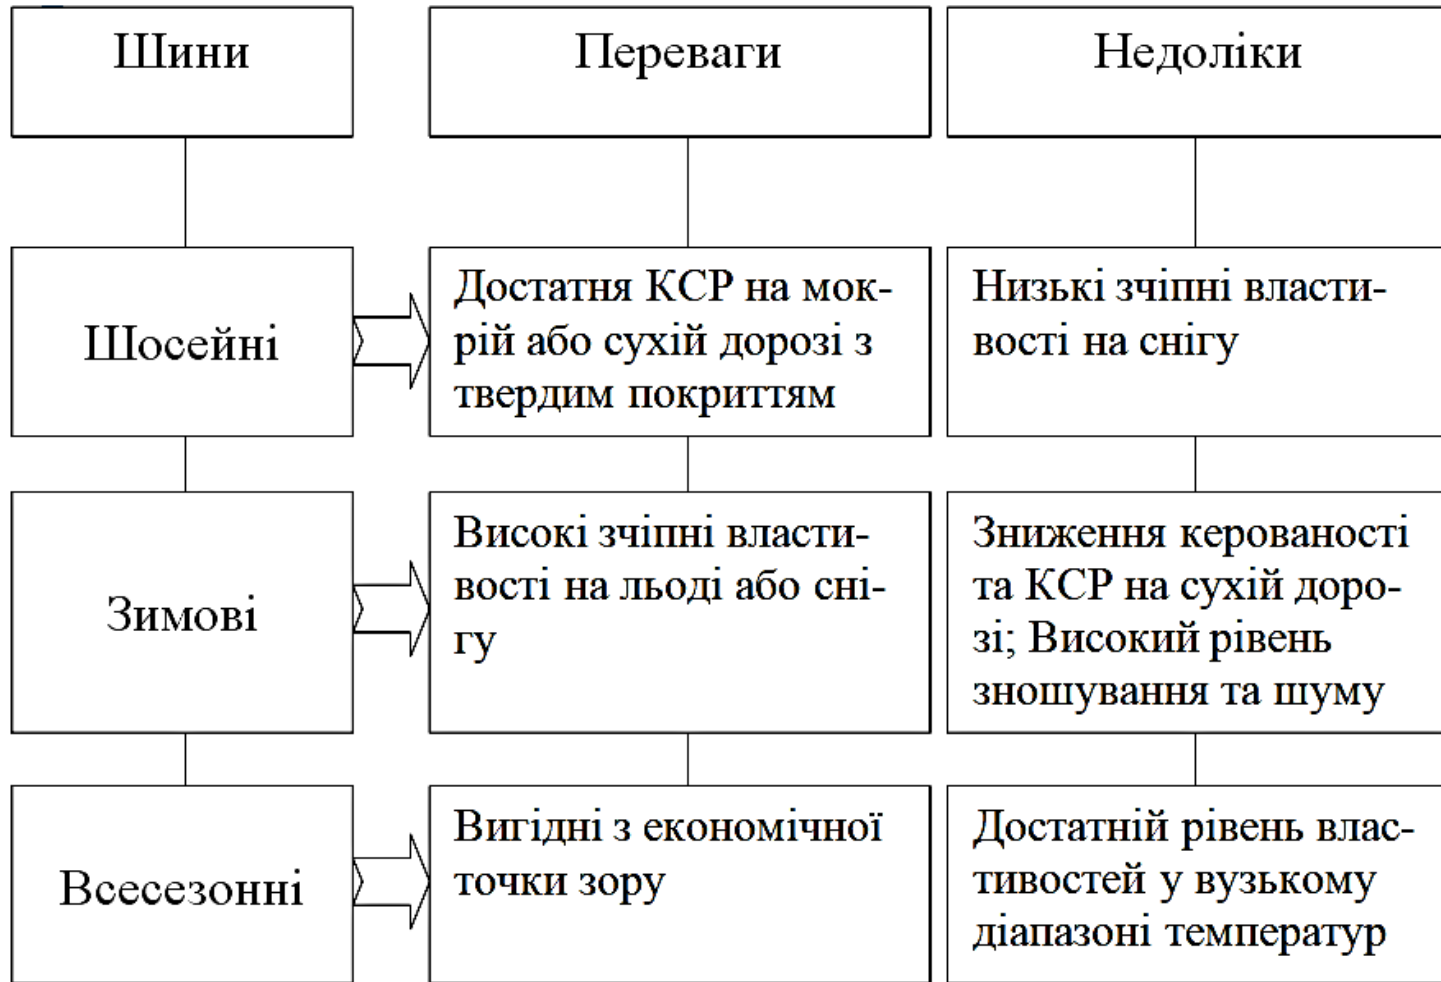 Шини
Переваги
Недоліки
Шосейні
Достатня КСР на мок-
рій або сухій дорозі з
твердим покриттям
Низькі зчіпні власти-
вості на снігу
Зимові
Високі зчіпні власти-
вості на льоді або сні-
гу
Зниження керованості
та КСР на сухій доро-
зі; Високий рівень
зношування та шуму
Всесезонні
Вигідні з економічної
точки зору
Достатній рівень влас-
тивостей у вузькому
діапазоні температур